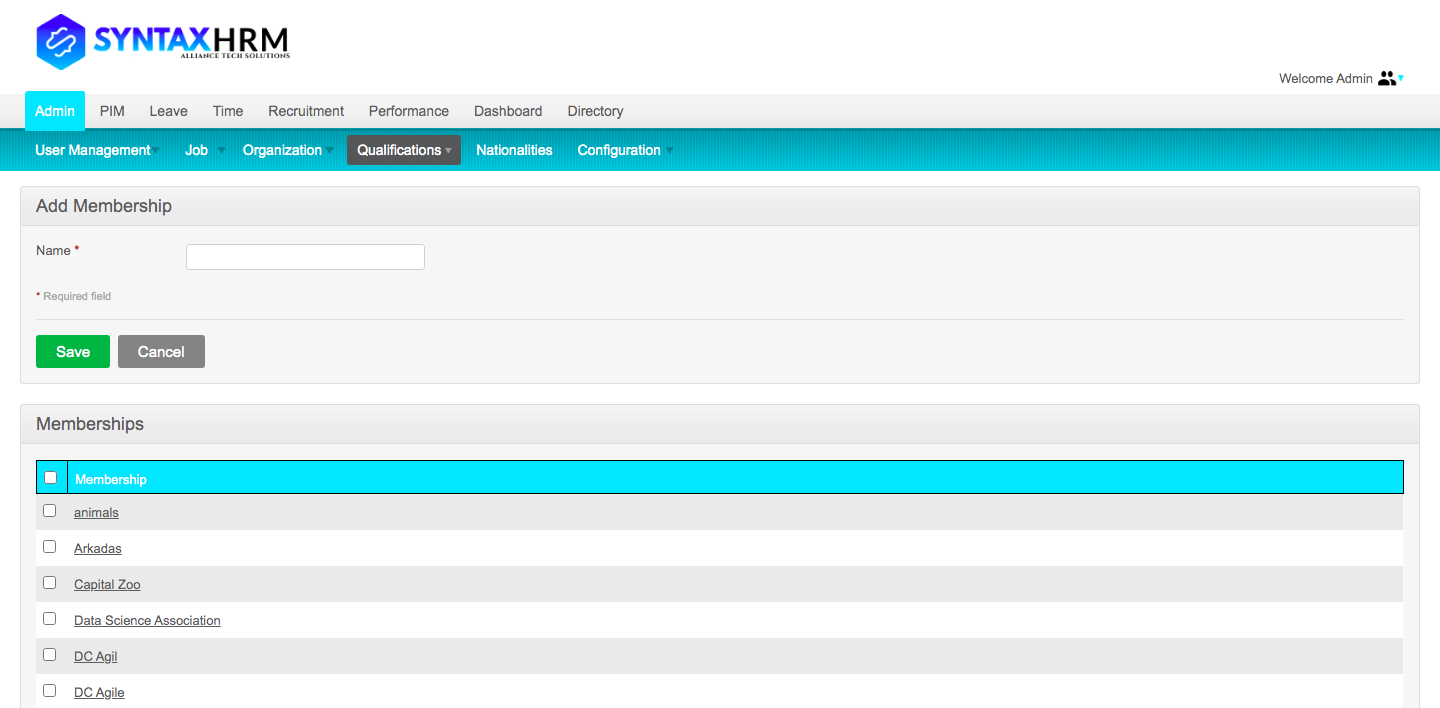 SYNTAXHRM
ALLIANCE TECH SOLUTIONS
Welcome Admin
Admin PIM Leave Time Recruitment Performance Dashboard Directory
User Management Job Organization Qualifications Nationalities Configuration
Add Membership
Name *
* Required field
Save Cancel
Memberships
Membership
animals
Arkadas
Capital Zoo
Data Science Association
DC Agil
DC Agile